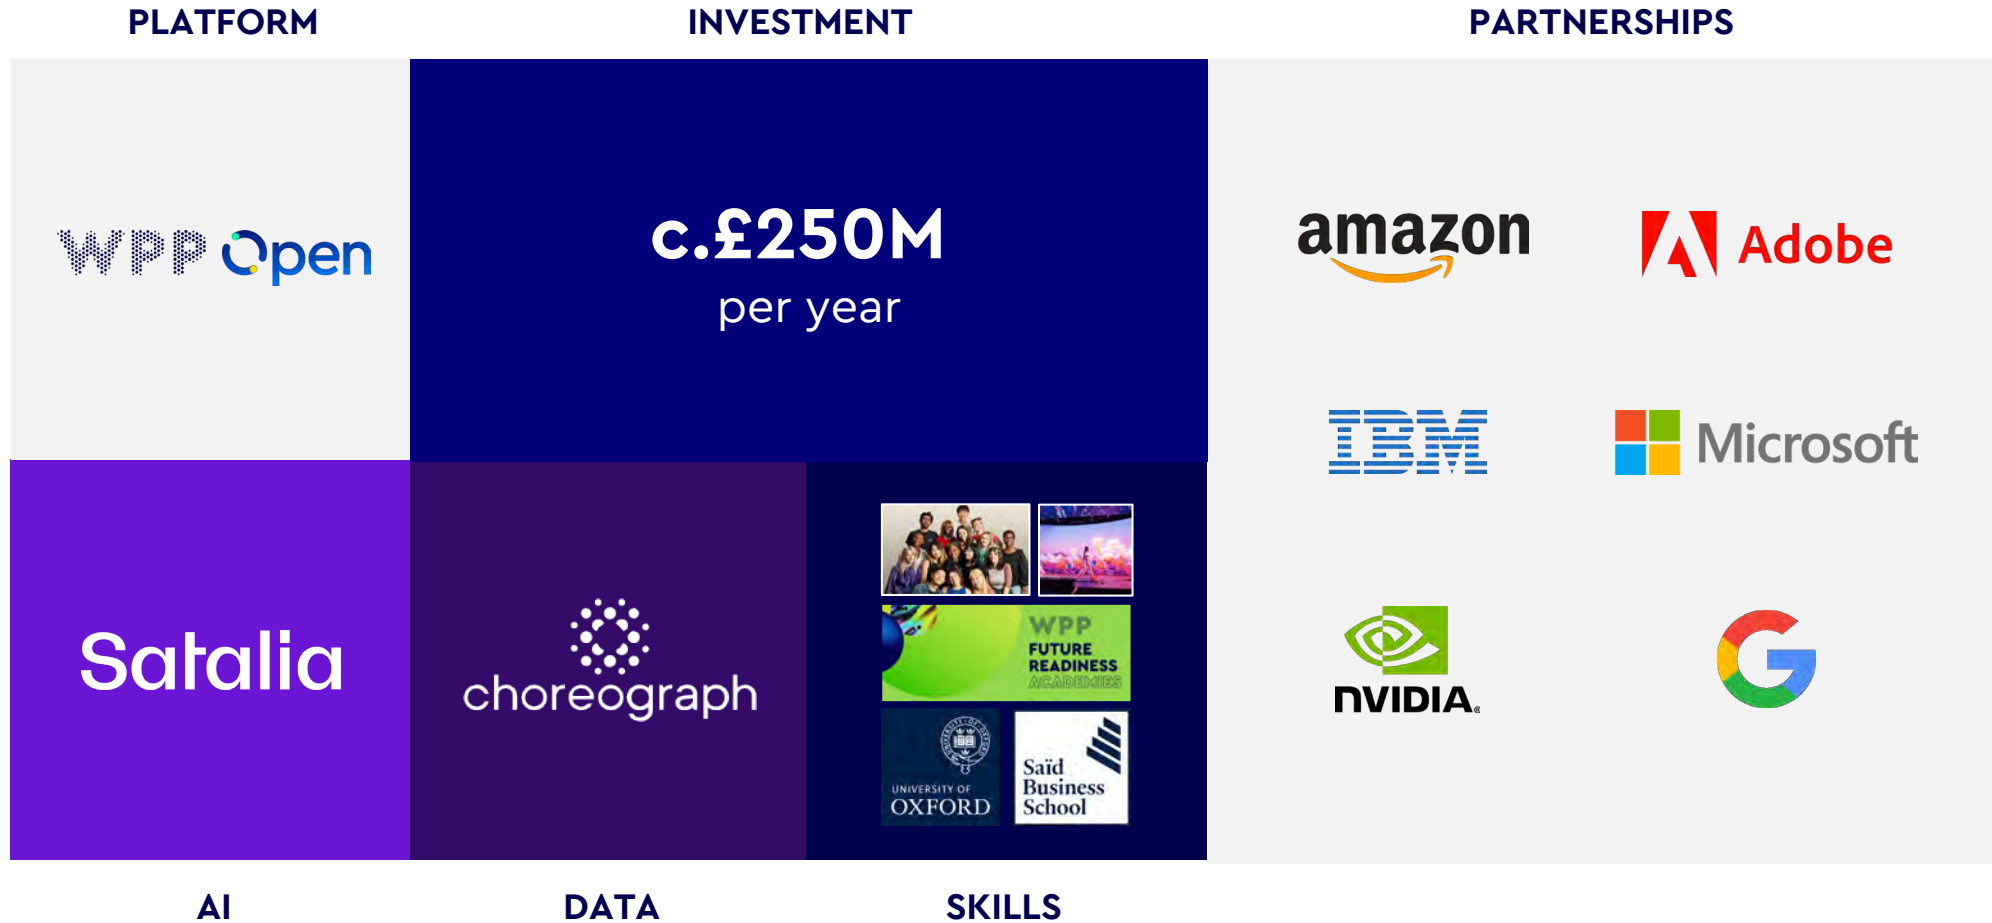 PLATFORM
INVESTMENT
PARTNERSHIPS
WPP Open
c.£250M
per year
amazon
Adobe
IBM
Microsoft
Satalia
choreograph
WPP
FUTURE
READINESS
ACADEMIES
UNIVERSITY OF
OXFORD
Saïd
Business
School
NVIDIA
G
AI
DATA
SKILLS